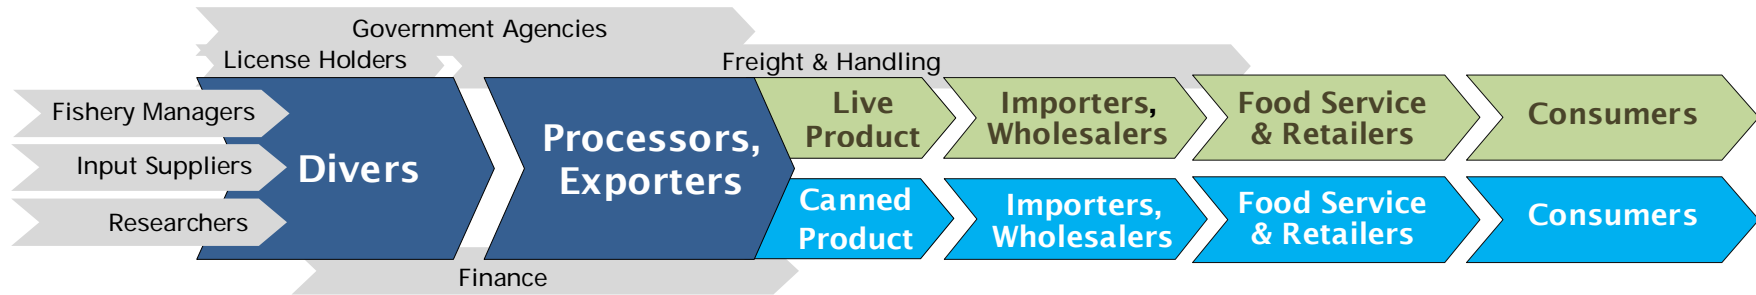 Government Agencies
License Holders
Freight & Handling
Fishery Managers
Input Suppliers
Researchers
Divers
Processors,
Exporters
Live
Product
Importers,
Wholesalers
Food Service
& Retailers
Consumers
Canned
Product
Importers,
Wholesalers
Food Service
& Retailers
Consumers
Finance